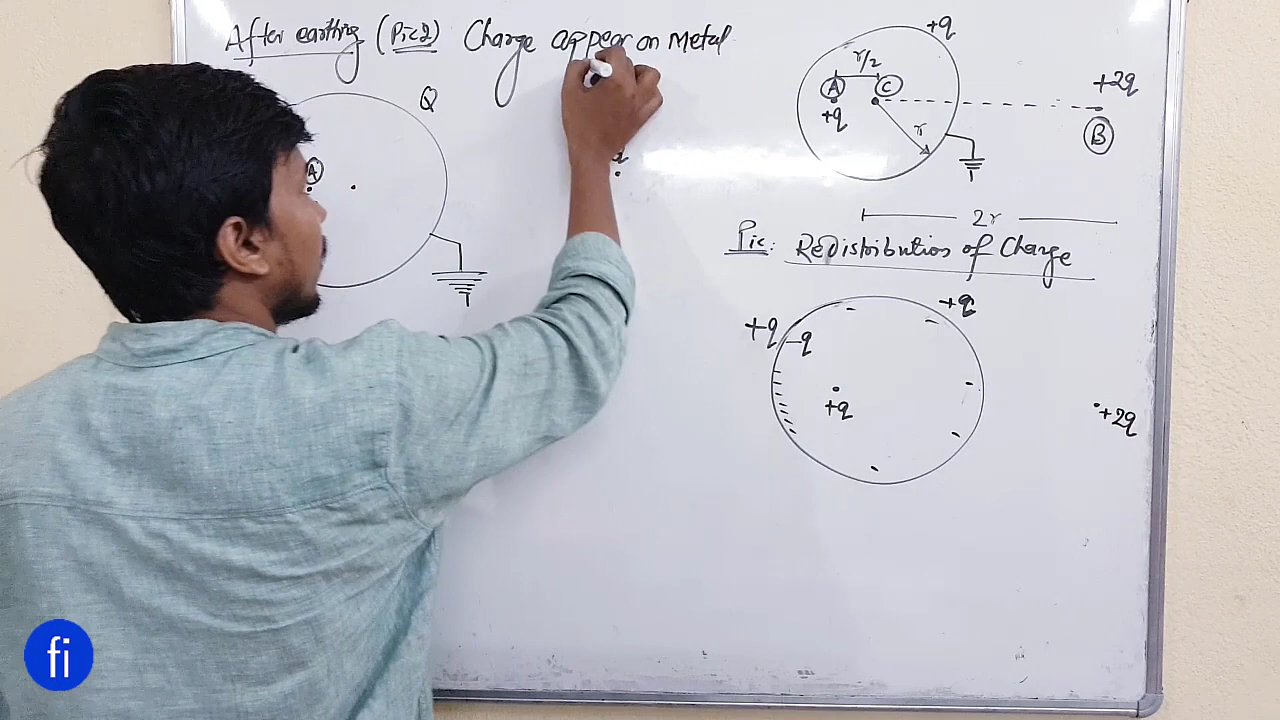 After earthing (Pic2) Charge appear on Metal
Q
A
+q
r/2
A
C
+q
r
+2q
B
2r
Pic: Redistribution of Charge
+q
+q
-q
+q
+2q
fi